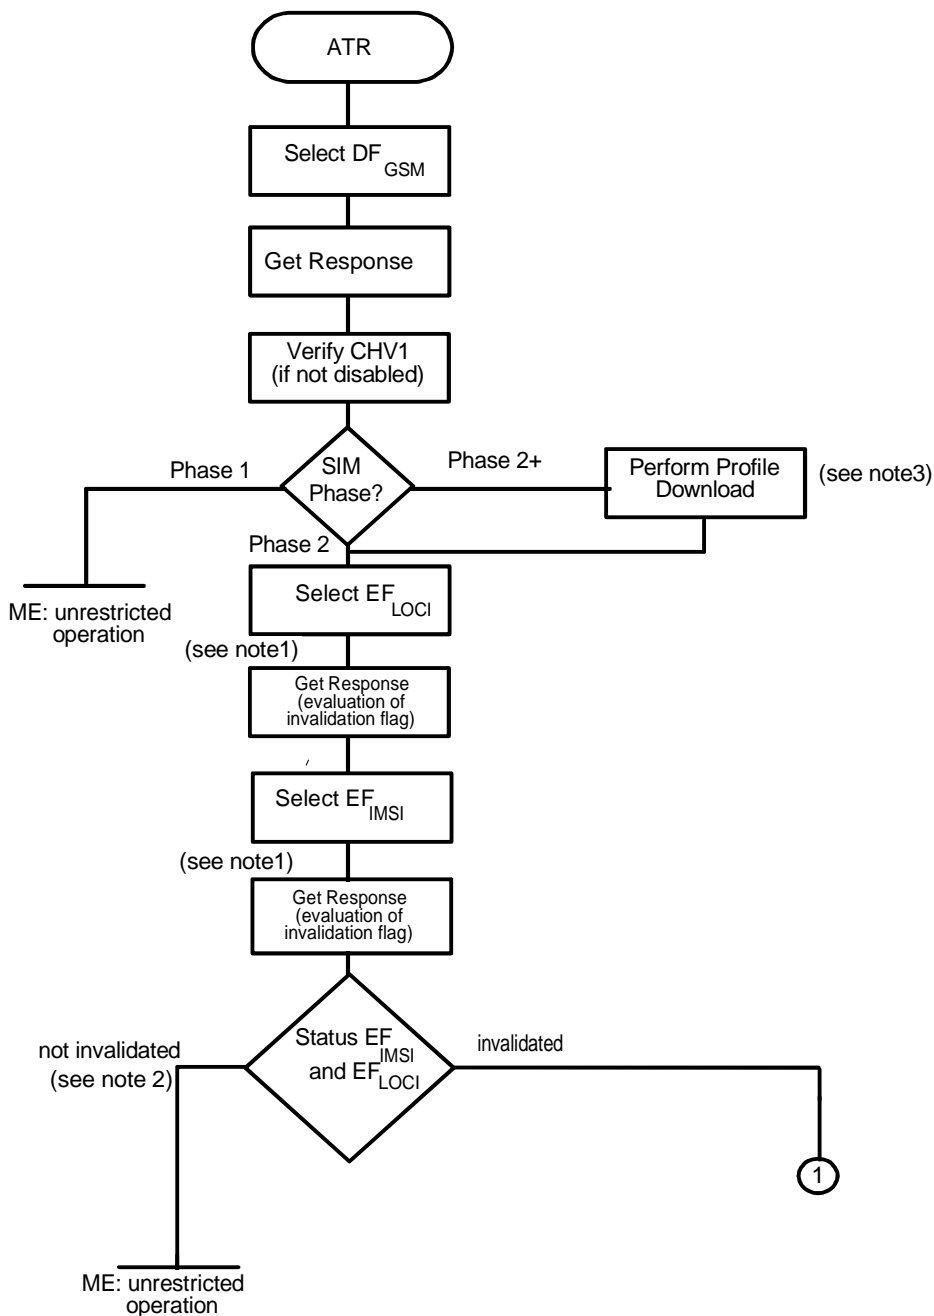 ATR
Select DF GSM
Get Response
Verify CHV1
(if not disabled)
Phase 1
SIM
Phase?
Phase 2+
Perform Profile
Download
(see note3)
Phase 2
ME: unrestricted
operation
Select EF LOCI
(see note1)
Get Response
(evaluation of
invalidation flag)
Select EF IMSI
(see note1)
Get Response
(evaluation of
invalidation flag)
not invalidated
(see note 2)
Status EF IMSI
and EF LOCI
invalidated
1
ME: unrestricted
operation